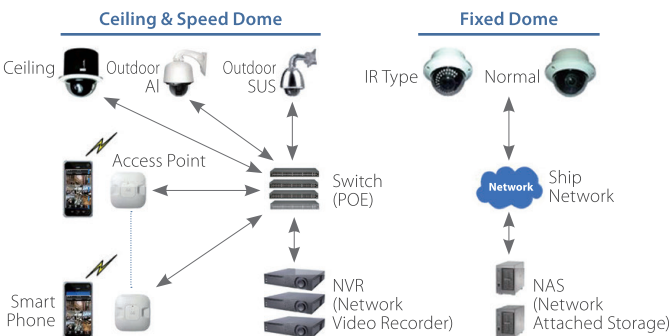 Ceiling & Speed Dome
Fixed Dome
Ceiling
Outdoor
AI
Outdoor
SUS
IR Type
Normal
Access Point
Switch
(POE)
Network
Ship
Network
Smart
Phone
NVR
(Network
Video Recorder)
NAS
(Network
Attached Storage)